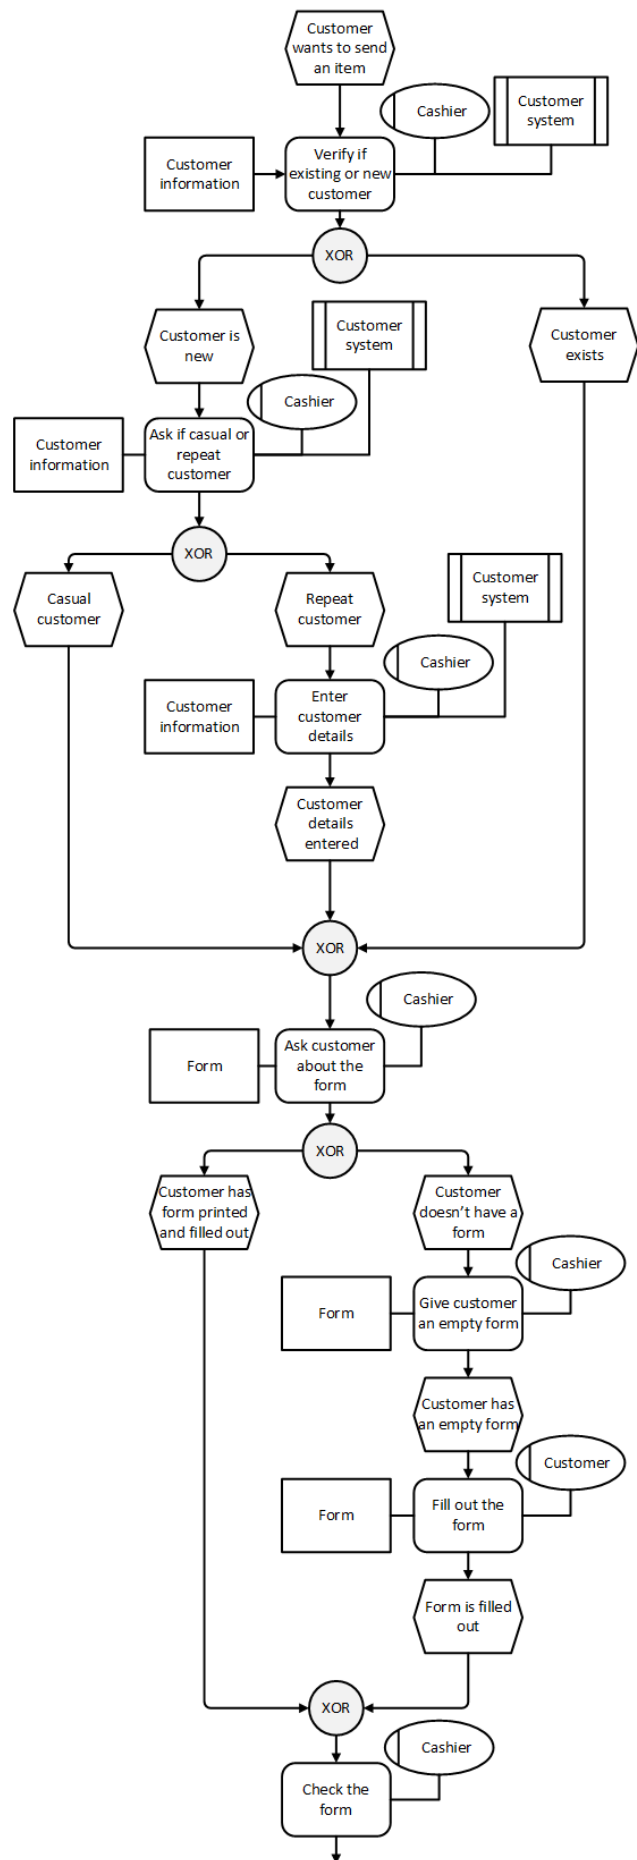 Customer
wants to send
an item
Cashier
Customer
system
Customer
information
Verify if
existing or new
customer
XOR
Customer is
new
Customer
system
Customer
exists
Cashier
Customer
information
Ask if casual or
repeat
customer
XOR
Casual
customer
Repeat
customer
Customer
system
Cashier
Customer
information
Enter
customer
details
Customer
details
entered
XOR
Cashier
Form
Ask customer
about the
form
XOR
Customer has
form printed
and filled out
Customer
doesn't have a
form
Cashier
Form
Give customer
an empty form
Customer has
an empty form
Customer
Form
Fill out the
form
Form is filled
out
XOR
Cashier
Check the
form